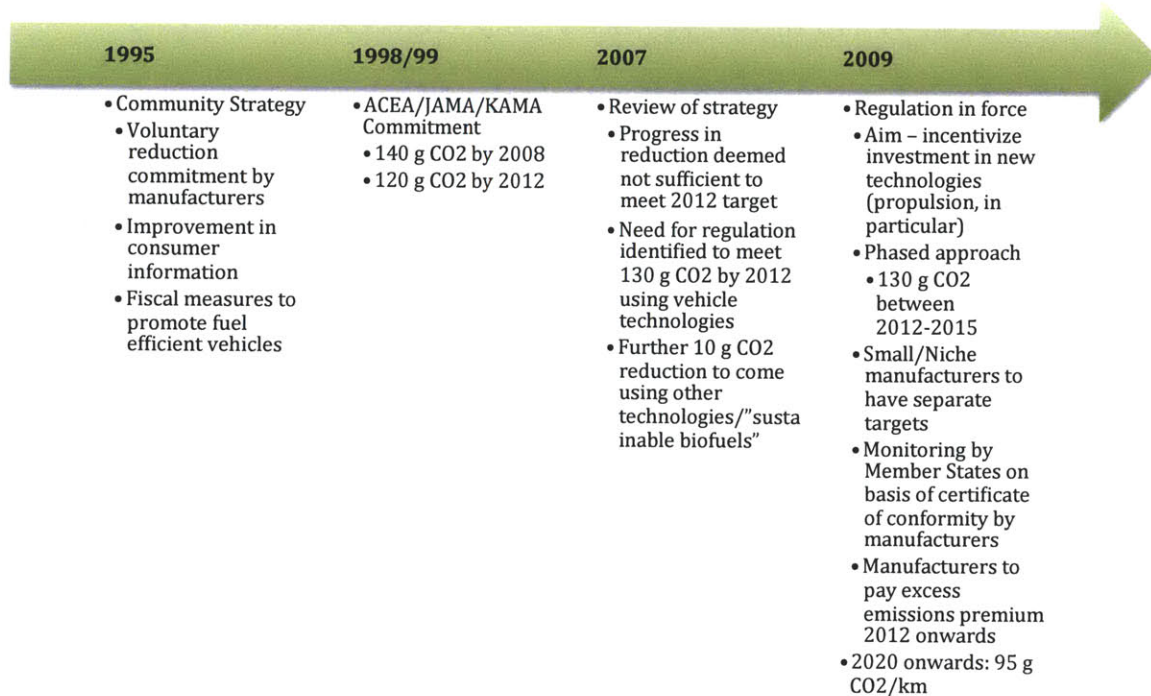 1995
• Community Strategy
• Voluntary
reduction
commitment by
manufacturers
• Improvement in
consumer
information
• Fiscal measures to
promote fuel
efficient vehicles
1998/99
• ACEA/JAMA/KAMA
Commitment
• 140 g CO2 by 2008
• 120 g CO2 by 2012
2007
• Review of strategy
• Progress in
reduction deemed
not sufficient to
meet 2012 target
• Need for regulation
identified to meet
130 g CO2 by 2012
using vehicle
technologies
• Further 10 g CO2
reduction to come
using other
technologies/"susta
inable biofuels"
2009
• Regulation in force
• Aim – incentivize
investment in new
technologies
(propulsion, in
particular)
• Phased approach
• 130 g CO2
between
2012-2015
• Small/Niche
manufacturers to
have separate
targets
• Monitoring by
Member States on
basis of certificate
of conformity by
manufacturers
• Manufacturers to
pay excess
emissions premium
2012 onwards
• 2020 onwards: 95 g
CO2/km